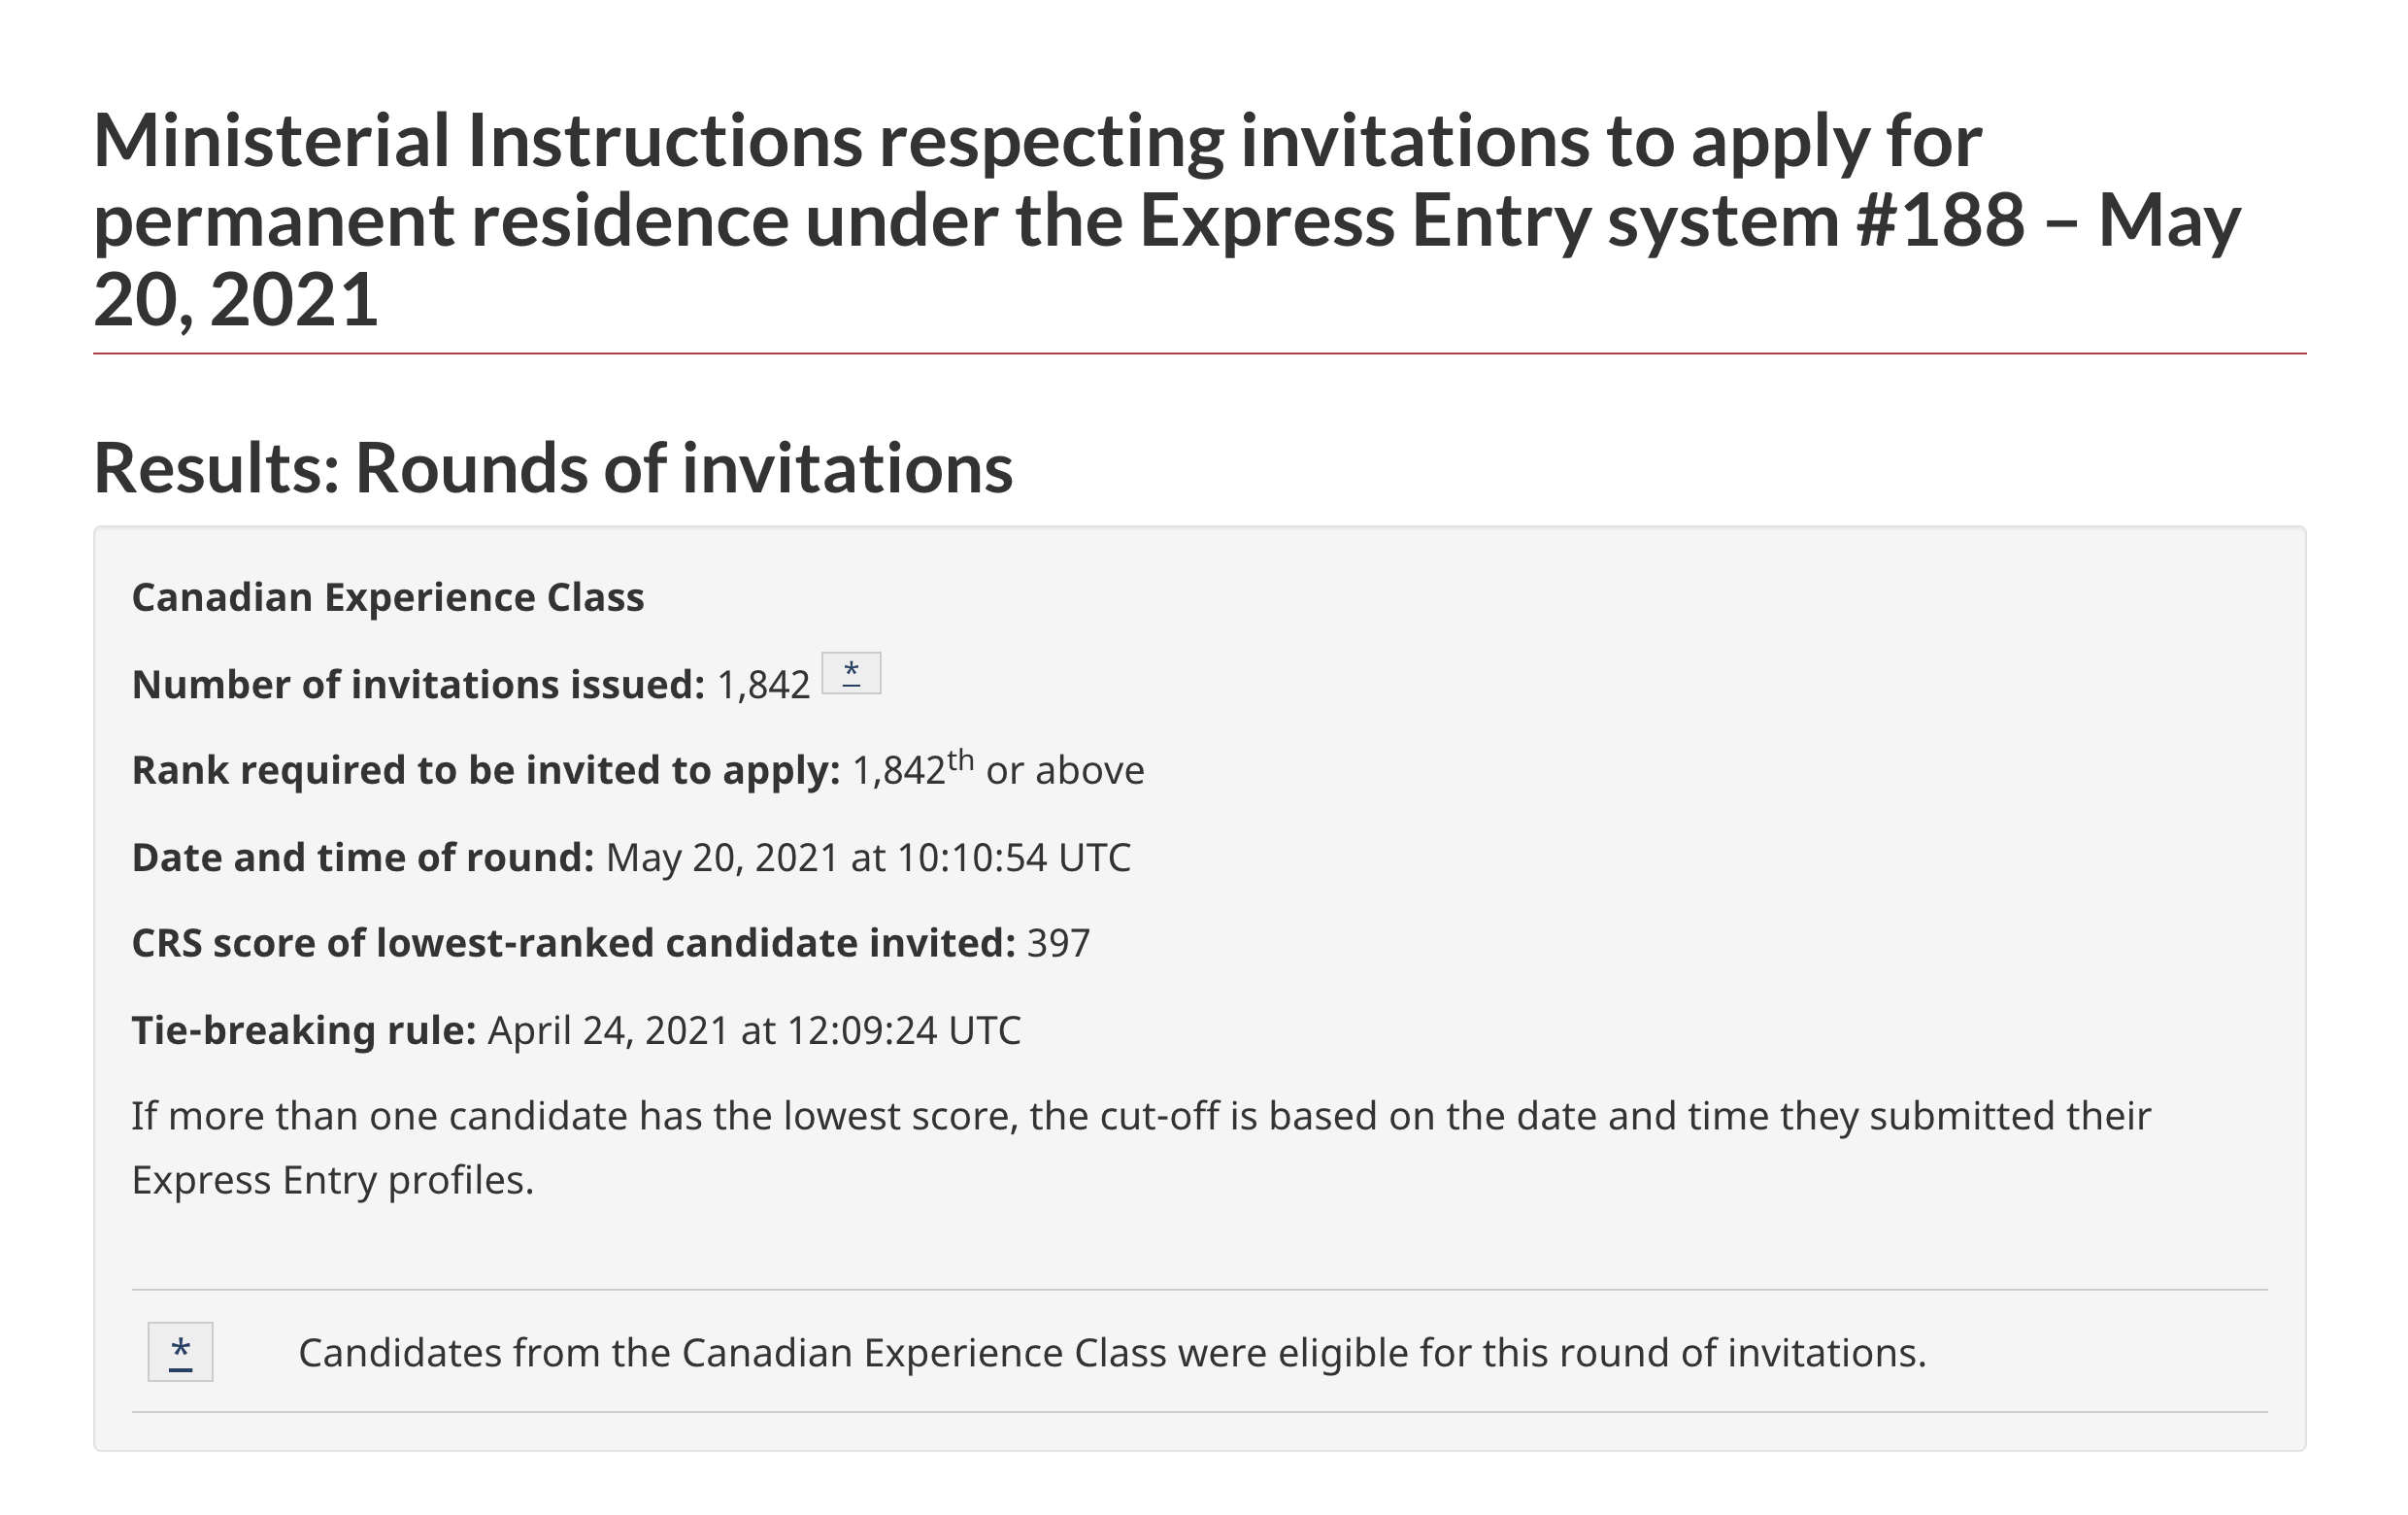 Ministerial Instructions respecting invitations to apply for
permanent residence under the Express Entry system #188 – May
20, 2021
Results: Rounds of invitations
Canadian Experience Class
Number of invitations issued: 1,842 *
Rank required to be invited to apply: 1,842th or above
Date and time of round: May 20, 2021 at 10:10:54 UTC
CRS score of lowest-ranked candidate invited: 397
Tie-breaking rule: April 24, 2021 at 12:09:24 UTC
If more than one candidate has the lowest score, the cut-off is based on the date and time they submitted their
Express Entry profiles.
* Candidates from the Canadian Experience Class were eligible for this round of invitations.